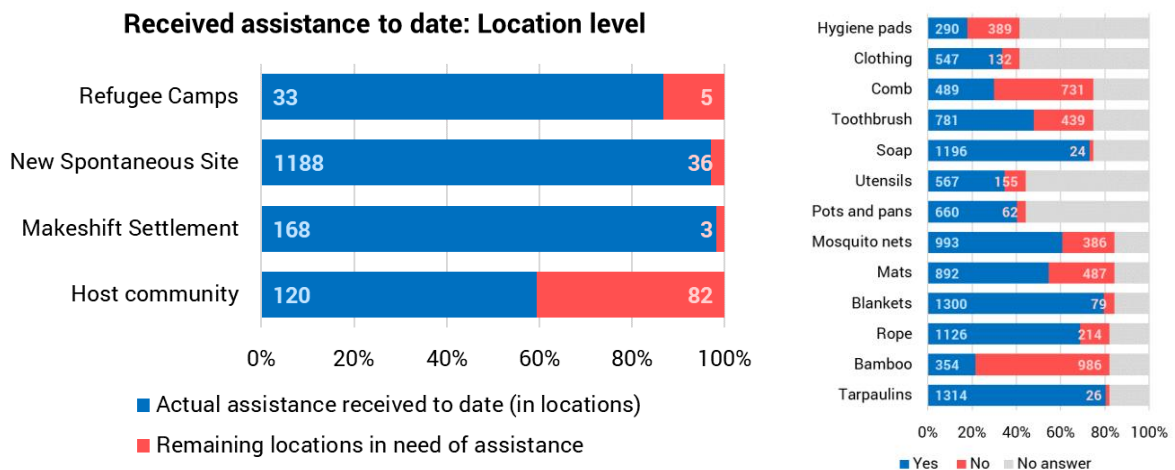 Received assistance to date: Location level
Refugee Camps 33 5
New Spontaneous Site 1188 36
Makeshift Settlement 168 3
Host community 120 82
0% 20% 40% 60% 80% 100%
Actual assistance received to date (in locations)
Remaining locations in need of assistance
Hygiene pads 290 389
Clothing 547 132
Comb 489 731
Toothbrush 781 439
Soap 1196 24
Utensils 567 155
Pots and pans 660 62
Mosquito nets 993 386
Mats 892 487
Blankets 1300 79
Rope 1126 214
Bamboo 354 986
Tarpaulins 1314 26
0% 20% 40% 60% 80% 100%
Yes No No answer